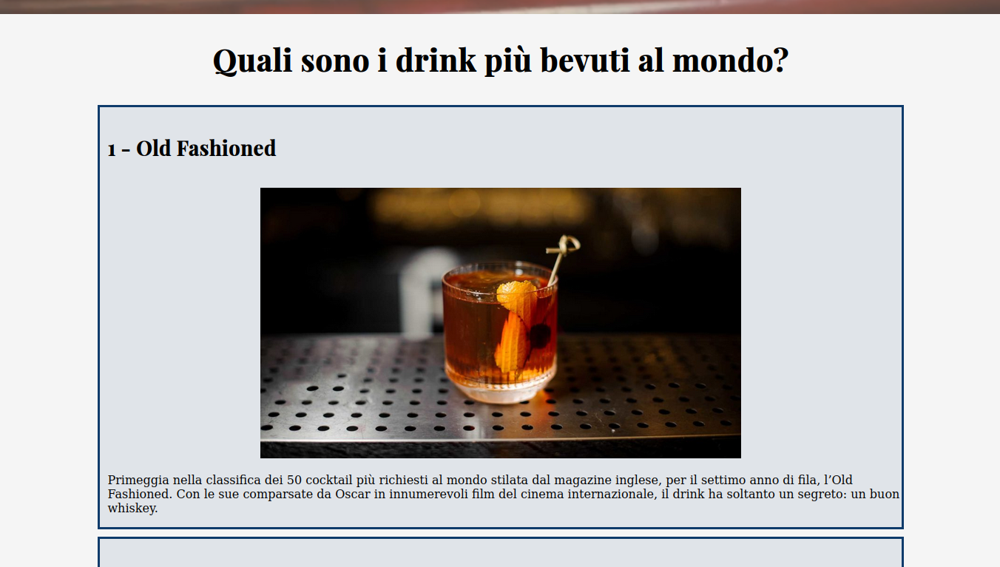 Quali sono i drink più bevuti al mondo?
1 – Old Fashioned
Primeggia nella classifica dei 50 cocktail più richiesti al mondo stilata dal magazine inglese, per il settimo anno di fila, l’Old
Fashioned. Con le sue comparsate da Oscar in innumerevoli film del cinema internazionale, il drink ha soltanto un segreto: un buon
whiskey.